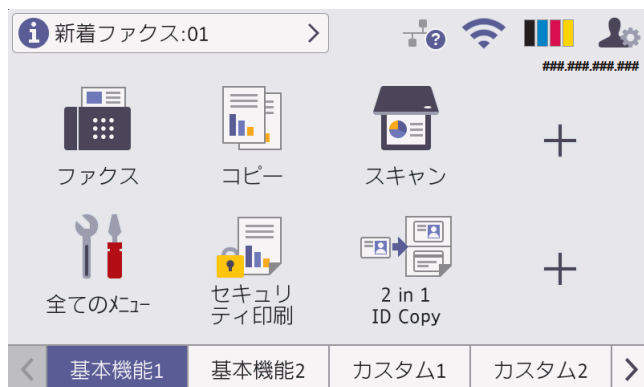 新着ファクス:01
###.###.###.###
ファクス
コピー
スキャン
全てのメニュー
セキュリ
ティ印刷
2 in 1
ID Copy
基本機能1
基本機能2
カスタム1
カスタム2